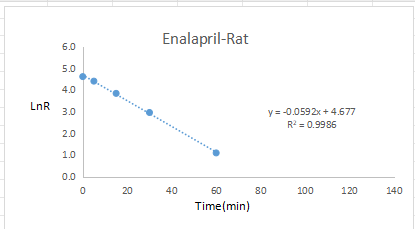 Enalapril-Rat
6.0
5.0
4.0
3.0
2.0
1.0
0.0
LnR
y = -0.0592x + 4.677
R² = 0.9986
0 20 40 60 80 100 120 140
Time(min)